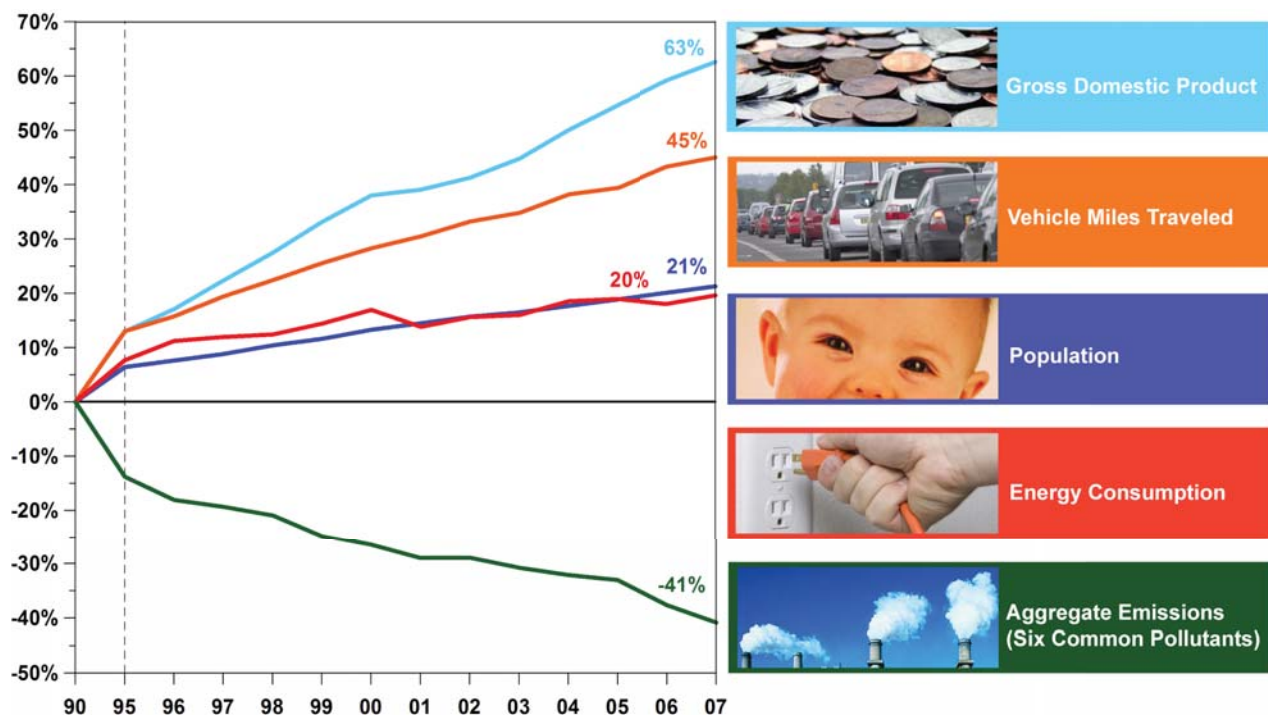 70%
60%
50%
40%
30%
20%
10%
0%
-10%
-20%
-30%
-40%
-50%
90 95 96 97 98 99 00 01 02 03 04 05 06 07
63%
45%
21%
20%
-41%
Gross Domestic Product
Vehicle Miles Traveled
Population
Energy Consumption
Aggregate Emissions
(Six Common Pollutants)